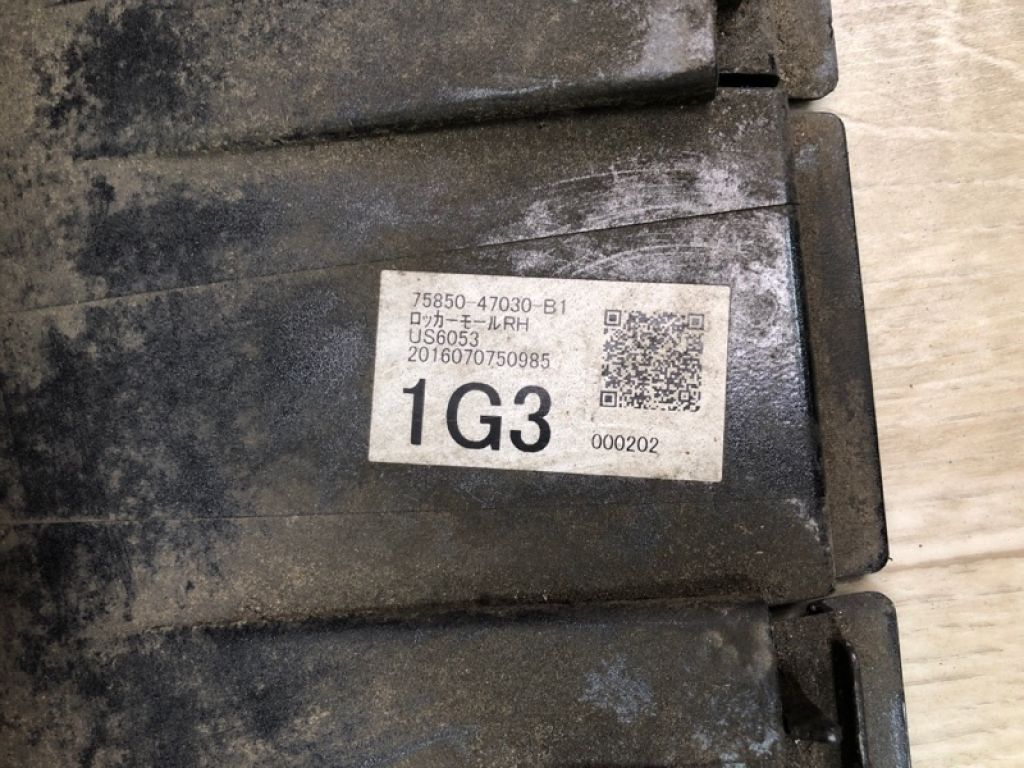 75850-47030-B1
ﾛｯｶｰﾓｰﾙRH
US6053
2016070750985
1G3
000202